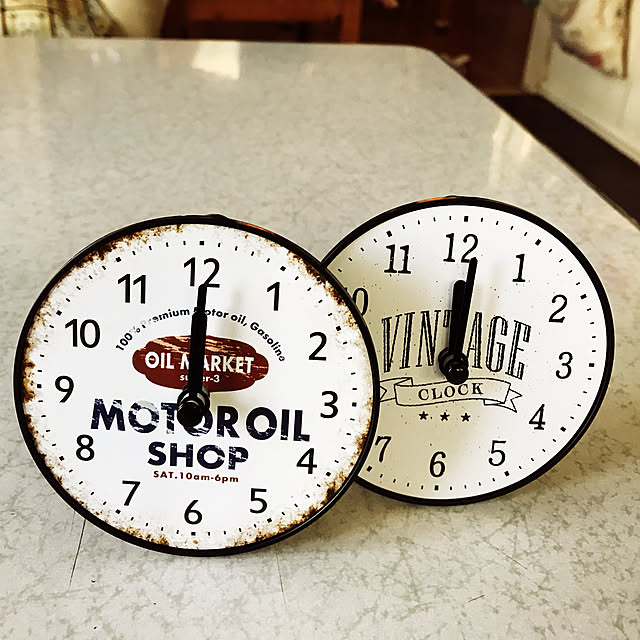 12
11 1
10 2
9 3
8 4
7 5
6
100% Premium Motor oil, Gasoline
OIL MARKET
MOTOR OIL
SHOP
SAT. 10am-6pm
12
11 1
2
3
4
7 5
6
VINTAGE
CLOCK